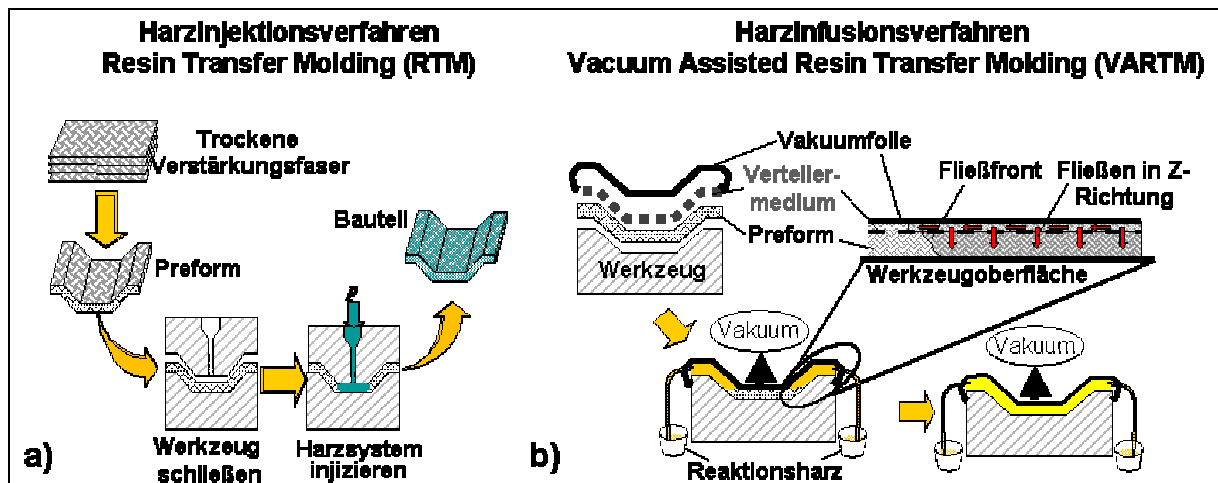 Harzinjektionsverfahren
Resin Transfer Molding (RTM)
Trockene
Verstärkungsfaser
Preform
Bauteil
p
Werkzeug
schließen
Harzsystem
injizieren
a)
Harzinfusionsverfahren
Vacuum Assisted Resin Transfer Molding (VARTM)
Vakuumfolie
Verteiler-
medium
Preform
Werkzeug
Fließfront
Fließen in Z-
Richtung
Werkzeugoberfläche
Vakuum
Vakuum
Reaktionsharz
b)